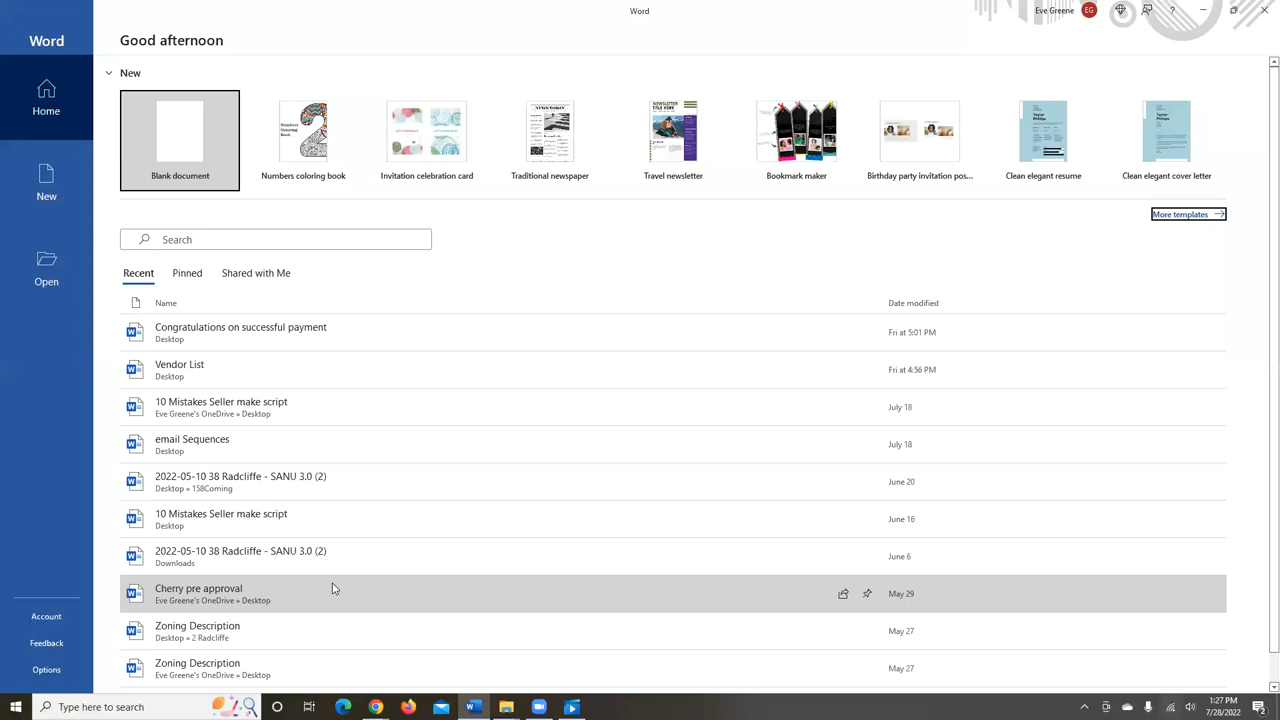 Word
Eve Greene EG ?
Word
Good afternoon
New
Home
New
Open
Blank document
Numbers coloring book
Invitation celebration card
Traditional newspaper
Travel newsletter
Bookmark maker
Birthday party invitation pos...
Clean elegant resume
Clean elegant cover letter
More templates
Search
Recent Pinned Shared with Me
Name Date modified
Congratulations on successful payment
Desktop
Fri at 5:01 PM
Vendor List
Desktop
Fri at 4:56 PM
10 Mistakes Seller make script
Eve Greene's OneDrive » Desktop
July 18
email Sequences
Desktop
July 18
2022-05-10 38 Radcliffe - SANU 3.0 (2)
Desktop » 158Coming
June 20
10 Mistakes Seller make script
Desktop
June 16
2022-05-10 38 Radcliffe - SANU 3.0 (2)
Downloads
June 6
Cherry pre approval
Eve Greene's OneDrive » Desktop
May 29
Zoning Description
Desktop » 2 Radcliffe
May 27
Zoning Description
Eve Greene's OneDrive » Desktop
May 27
Account
Feedback
Options
Type here to search
1:27 PM
7/28/2022
2